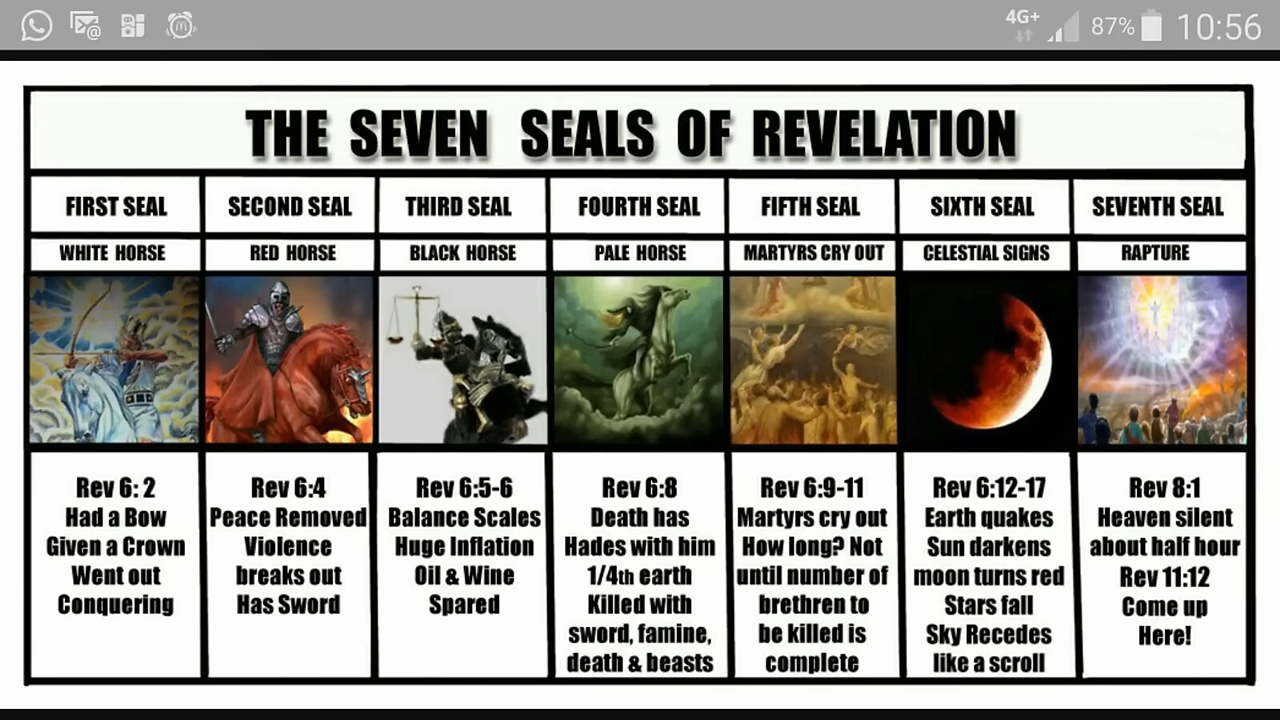 4G+ 87% 10:56
THE SEVEN SEALS OF REVELATION
FIRST SEAL
SECOND SEAL
THIRD SEAL
FOURTH SEAL
FIFTH SEAL
SIXTH SEAL
SEVENTH SEAL
WHITE HORSE
RED HORSE
BLACK HORSE
PALE HORSE
MARTYRS CRY OUT
CELESTIAL SIGNS
RAPTURE
Rev 6: 2
Had a Bow
Given a Crown
Went out
Conquering
Rev 6:4
Peace Removed
Violence
breaks out
Has Sword
Rev 6:5-6
Balance Scales
Huge Inflation
Oil & Wine
Spared
Rev 6:8
Death has
Hades with him
1/4th earth
Killed with
sword, famine,
death & beasts
Rev 6:9-11
Martyrs cry out
How long? Not
until number of
brethren to
be killed is
complete
Rev 6:12-17
Earth quakes
Sun darkens
moon turns red
Stars fall
Sky Recedes
like a scroll
Rev 8:1
Heaven silent
about half hour
Rev 11:12
Come up
Here!